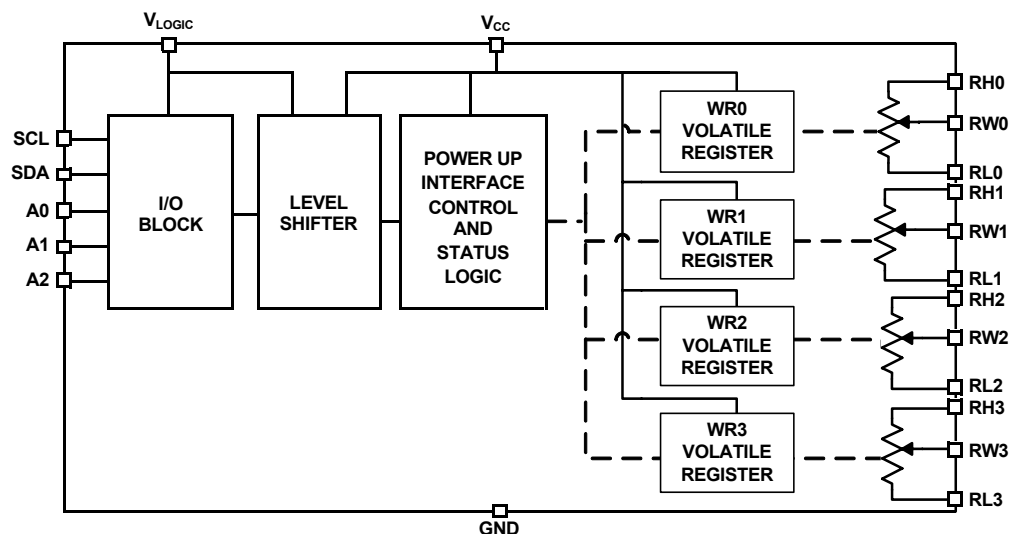 V_LOGIC
V_CC
SCL
SDA
A0
A1
A2
I/O
BLOCK
LEVEL
SHIFTER
POWER UP
INTERFACE
CONTROL
AND
STATUS
LOGIC
WR0
VOLATILE
REGISTER
WR1
VOLATILE
REGISTER
WR2
VOLATILE
REGISTER
WR3
VOLATILE
REGISTER
RH0
RW0
RL0
RH1
RW1
RL1
RH2
RW2
RL2
RH3
RW3
RL3
GND